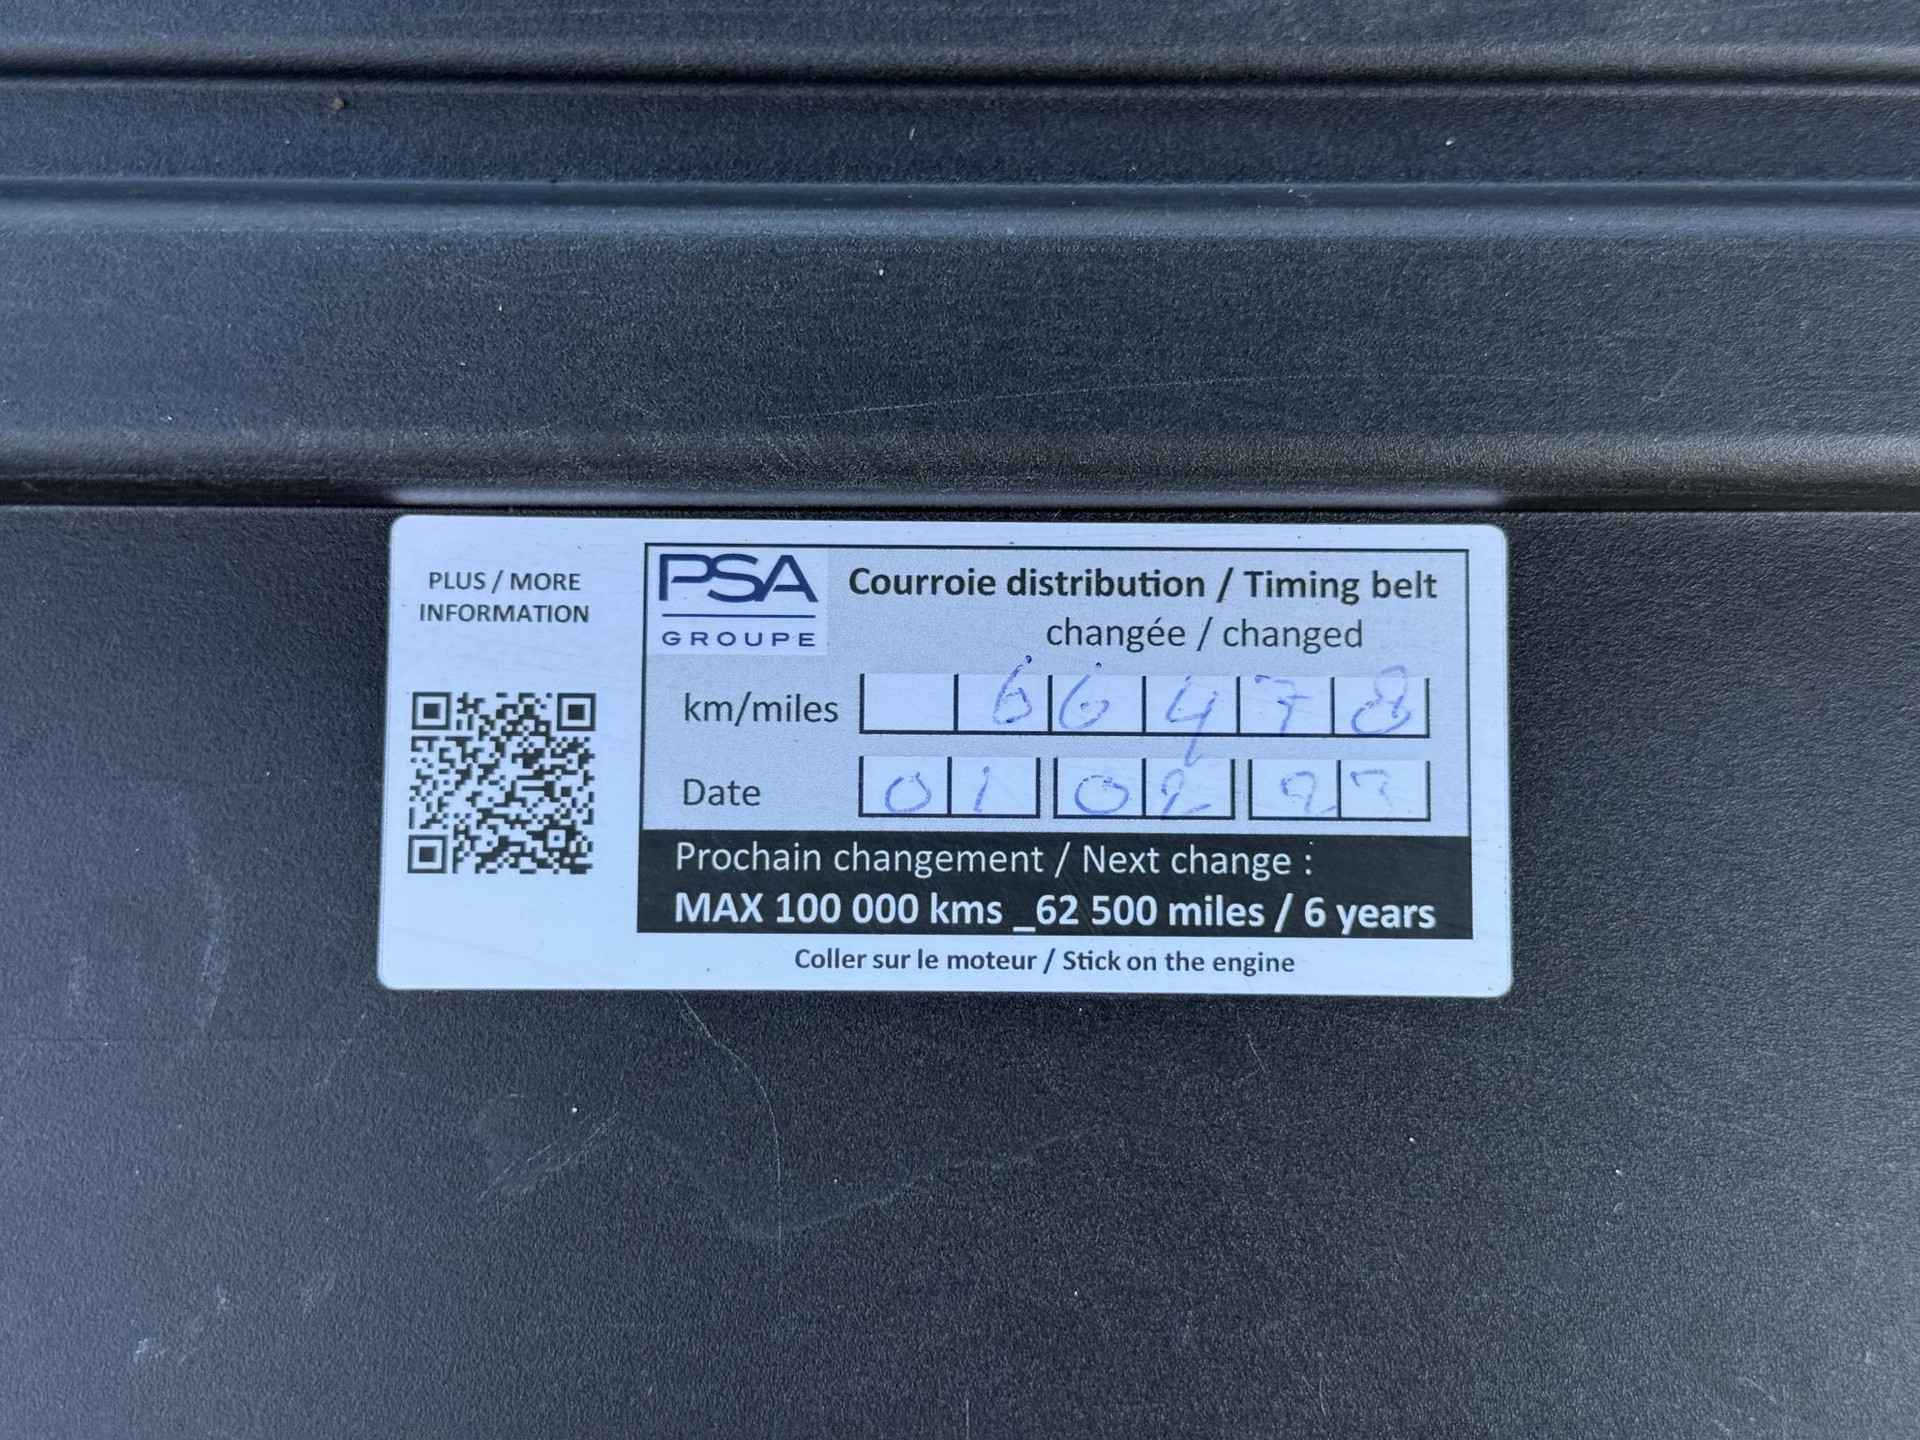 PLUS / MORE
INFORMATION
PSA
GROUPE
Courroie distribution / Timing belt
changée / changed
km/miles 66478
Date 01 02 23
Prochain changement / Next change :
MAX 100 000 kms _62 500 miles / 6 years
Coller sur le moteur / Stick on the engine